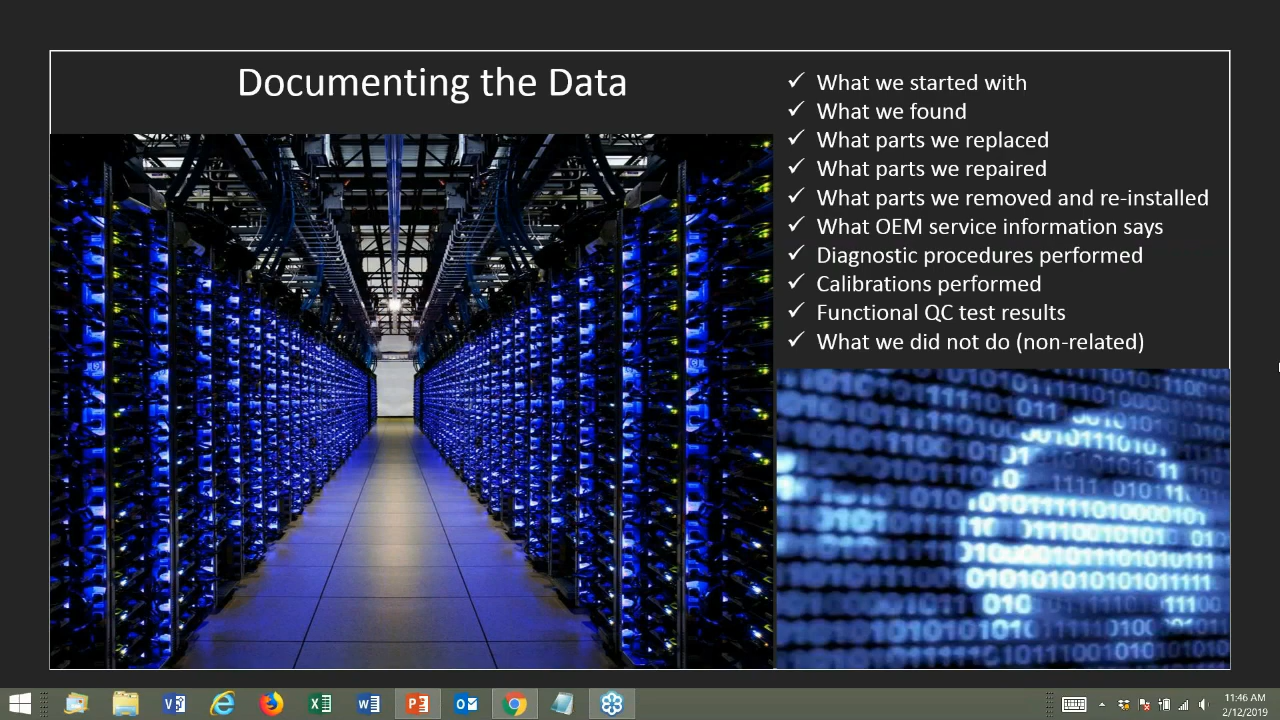 Documenting the Data
✓ What we started with
✓ What we found
✓ What parts we replaced
✓ What parts we repaired
✓ What parts we removed and re-installed
✓ What OEM service information says
✓ Diagnostic procedures performed
✓ Calibrations performed
✓ Functional QC test results
✓ What we did not do (non-related)
11:46 AM
2/12/2019